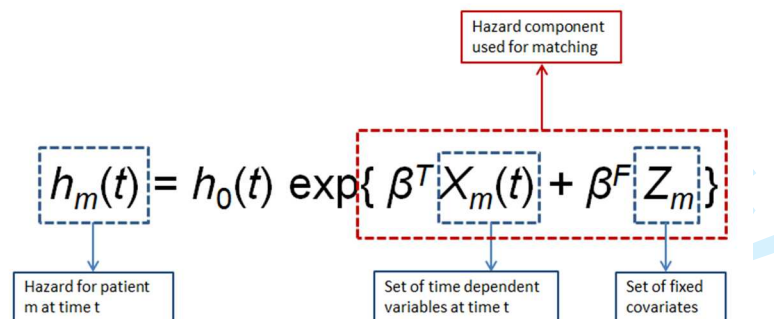 Hazard component
used for matching
hₘ(t) = h₀(t) exp{ βᵀ Xₘ(t) + βᶠ Zₘ}
Hazard for patient
m at time t
Set of time dependent
variables at time t
Set of fixed
covariates